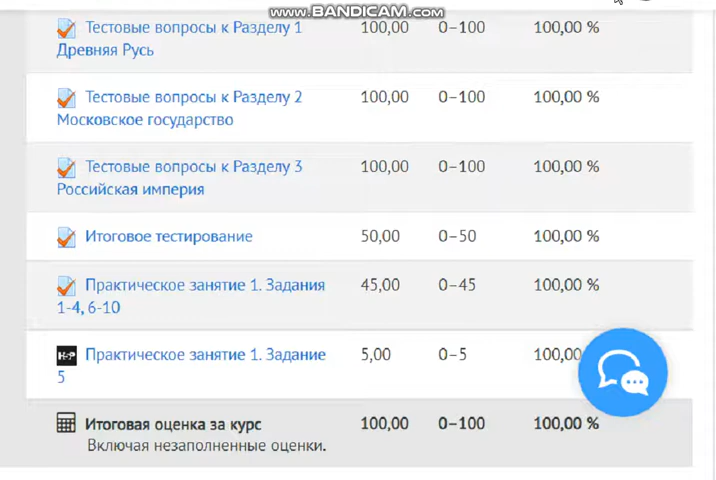 www.BANDICAM.com
Тестовые вопросы к Разделу 1 100,00 0–100 100,00 %
Древняя Русь
Тестовые вопросы к Разделу 2 100,00 0–100 100,00 %
Московское государство
Тестовые вопросы к Разделу 3 100,00 0–100 100,00 %
Российская империя
Итоговое тестирование 50,00 0–50 100,00 %
Практическое занятие 1. Задания 45,00 0–45 100,00 %
1-4, 6-10
H-P Практическое занятие 1. Задание 5,00 0–5 100,00
5
Итоговая оценка за курс 100,00 0–100 100,00 %
Включая незаполненные оценки.